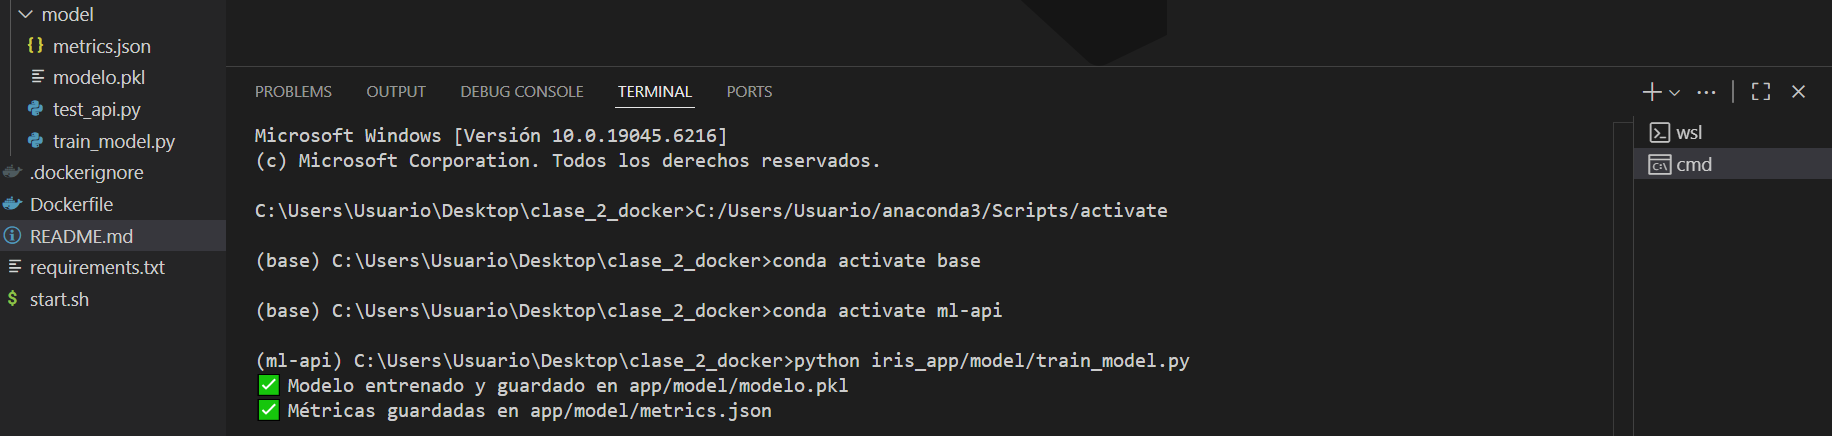 model
metrics.json
modelo.pkl
test_api.py
train_model.py
.dockerignore
Dockerfile
README.md
requirements.txt
start.sh
PROBLEMS OUTPUT DEBUG CONSOLE TERMINAL PORTS
Microsoft Windows [Versión 10.0.19045.6216]
(c) Microsoft Corporation. Todos los derechos reservados.
C:\Users\Usuario\Desktop\clase_2_docker>C:/Users/Usuario/anaconda3/Scripts/activate
(base) C:\Users\Usuario\Desktop\clase_2_docker>conda activate base
(base) C:\Users\Usuario\Desktop\clase_2_docker>conda activate ml-api
(ml-api) C:\Users\Usuario\Desktop\clase_2_docker>python iris_app/model/train_model.py
✅ Modelo entrenado y guardado en app/model/modelo.pkl
✅ Métricas guardadas en app/model/metrics.json
wsl
cmd